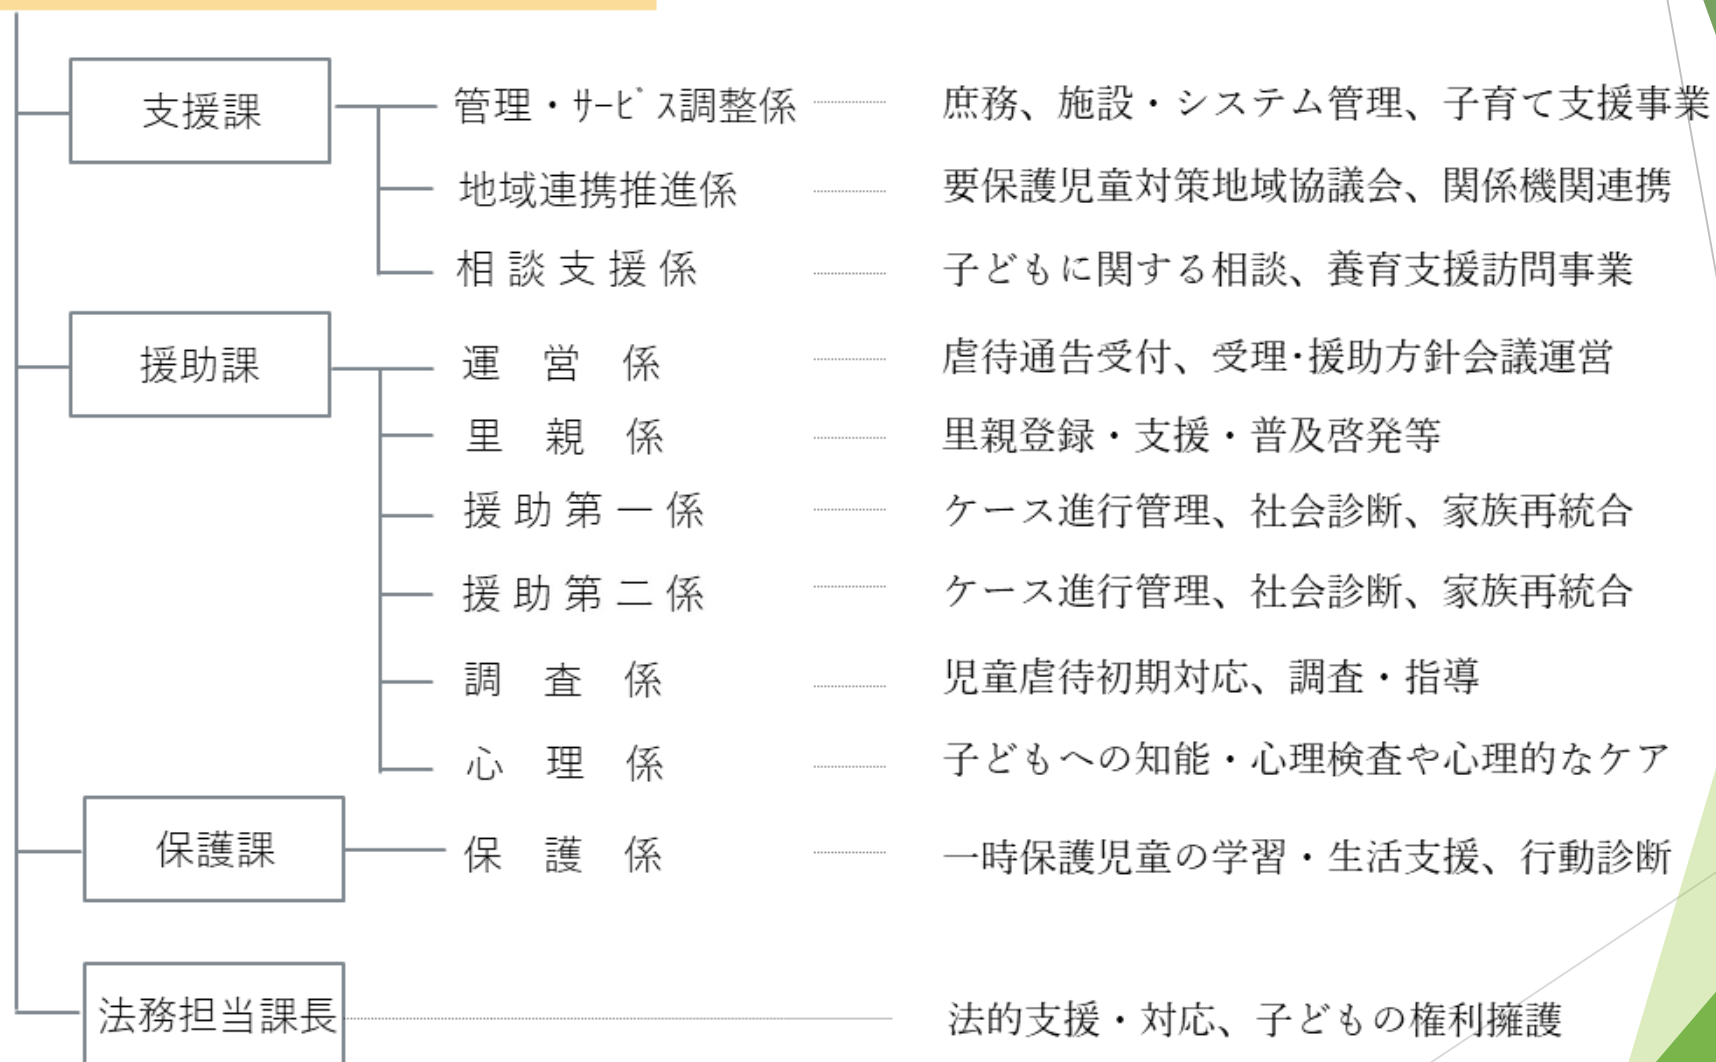 支援課 管理・ｻｰﾋﾞｽ調整係 庶務、施設・システム管理、子育て支援事業
地域連携推進係 要保護児童対策地域協議会、関係機関連携
相談支援係 子どもに関する相談、養育支援訪問事業
援助課 運営係 虐待通告受付、受理・援助方針会議運営
里親係 里親登録・支援・普及啓発等
援助第一係 ケース進行管理、社会診断、家族再統合
援助第二係 ケース進行管理、社会診断、家族再統合
調査係 児童虐待初期対応、調査・指導
心理係 子どもへの知能・心理検査や心理的なケア
保護課 保護係 一時保護児童の学習・生活支援、行動診断
法務担当課長 法的支援・対応、子どもの権利擁護